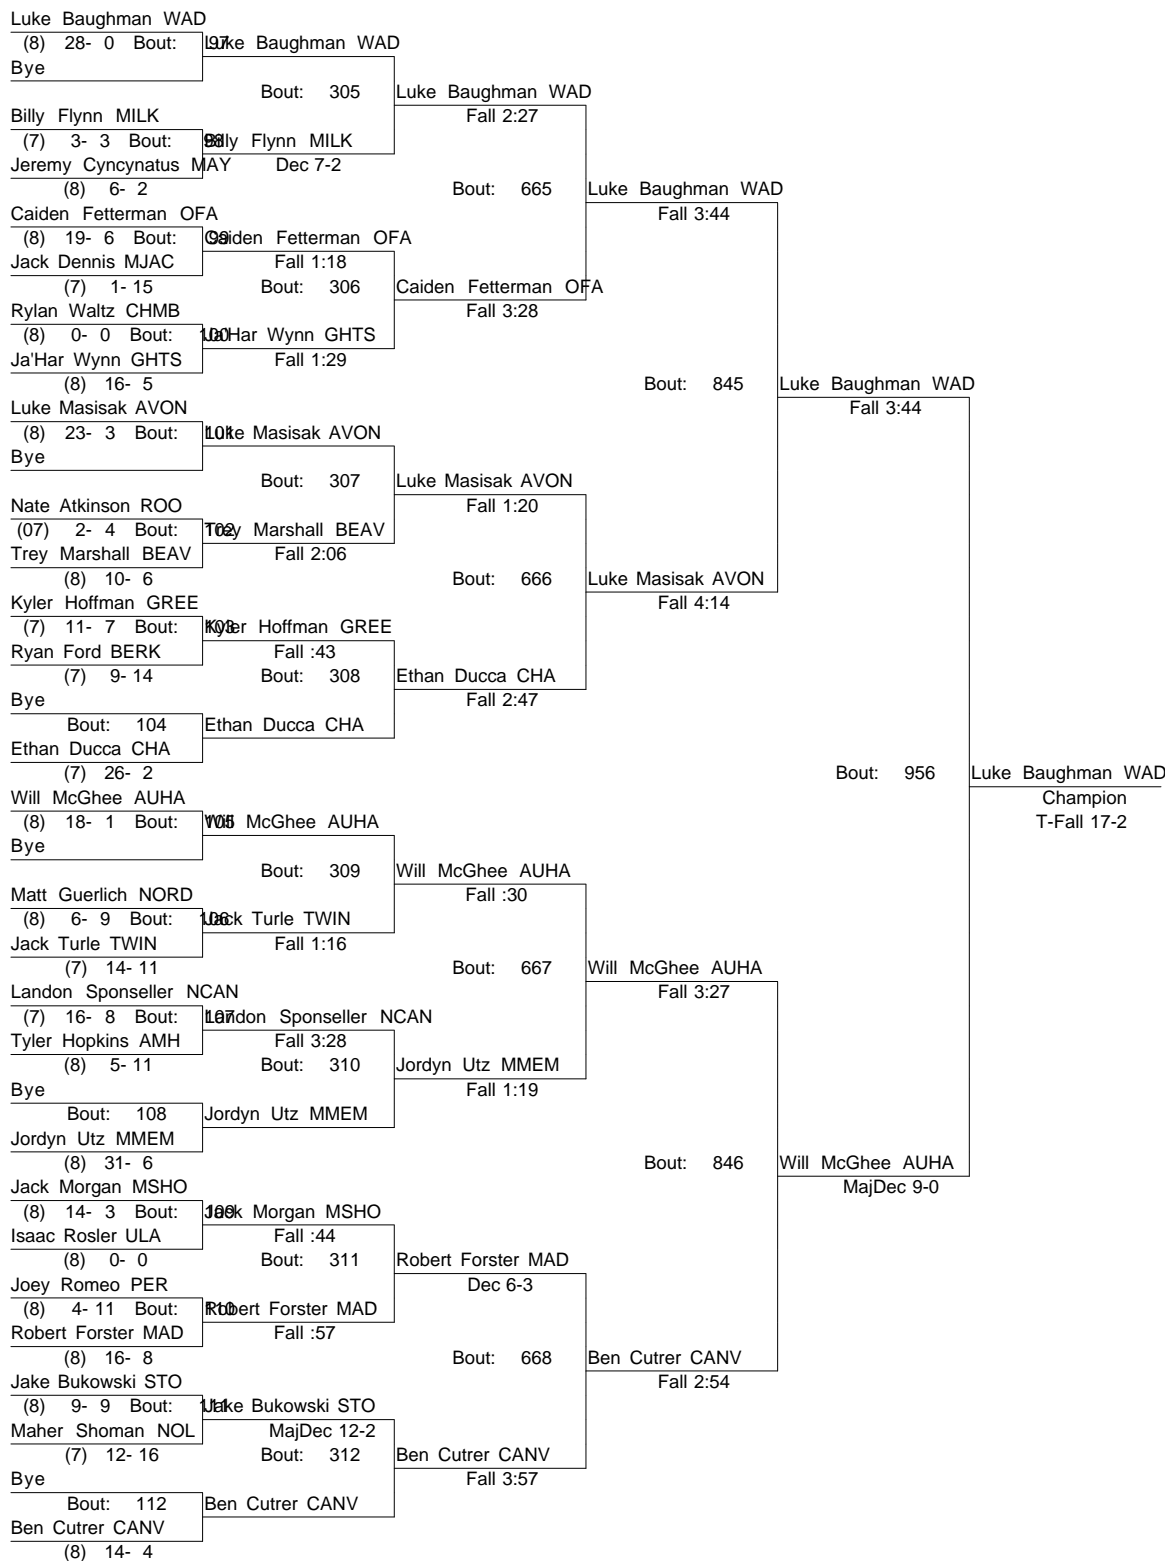 Luke Baughman WAD
(8) 28- 0 Bout: 97 Luke Baughman WAD
Bye
Bout: 305 Luke Baughman WAD
Fall 2:27
Billy Flynn MILK
(7) 3- 3 Bout: 98 Billy Flynn MILK
Jeremy Cyncynatus MAY Dec 7-2
(8) 6- 2
Bout: 665 Luke Baughman WAD
Fall 3:44
Caiden Fetterman OFA
(8) 19- 6 Bout: 99 Caiden Fetterman OFA
Jack Dennis MJAC Fall 1:18
(7) 1- 15
Bout: 306 Caiden Fetterman OFA
Fall 3:28
Rylan Waltz CHMB
(8) 0- 0 Bout: 100 Ja'Har Wynn GHTS
Ja'Har Wynn GHTS Fall 1:29
(8) 16- 5
Bout: 845 Luke Baughman WAD
Fall 3:44
Luke Masisak AVON
(8) 23- 3 Bout: 101 Luke Masisak AVON
Bye
Bout: 307 Luke Masisak AVON
Fall 1:20
Nate Atkinson ROO
(07) 2- 4 Bout: 102 Trey Marshall BEAV
Trey Marshall BEAV Fall 2:06
(8) 10- 6
Bout: 666 Luke Masisak AVON
Fall 4:14
Kyler Hoffman GREE
(7) 11- 7 Bout: 103 Kyler Hoffman GREE
Ryan Ford BERK Fall :43
(7) 9- 14
Bout: 308 Ethan Ducca CHA
Fall 2:47
Bye
Bout: 104 Ethan Ducca CHA
Ethan Ducca CHA
(7) 26- 2
Bout: 956 Luke Baughman WAD
Champion
T-Fall 17-2
Will McGhee AUHA
(8) 18- 1 Bout: 105 Will McGhee AUHA
Bye
Bout: 309 Will McGhee AUHA
Fall :30
Matt Guerlich NORD
(8) 6- 9 Bout: 106 Jack Turle TWIN
Jack Turle TWIN Fall 1:16
(7) 14- 11
Bout: 667 Will McGhee AUHA
Fall 3:27
Landon Sponseller NCAN
(7) 16- 8 Bout: 107 Landon Sponseller NCAN
Tyler Hopkins AMH Fall 3:28
(8) 5- 11
Bout: 310 Jordyn Utz MMEM
Fall 1:19
Bye
Bout: 108 Jordyn Utz MMEM
Jordyn Utz MMEM
(8) 31- 6
Bout: 846 Will McGhee AUHA
MajDec 9-0
Jack Morgan MSHO
(8) 14- 3 Bout: 109 Jack Morgan MSHO
Isaac Rosler ULA Fall :44
(8) 0- 0
Bout: 311 Robert Forster MAD
Dec 6-3
Joey Romeo PER
(8) 4- 11 Bout: 110 Robert Forster MAD
Robert Forster MAD Fall :57
(8) 16- 8
Bout: 668 Ben Cutrer CANV
Fall 2:54
Jake Bukowski STO
(8) 9- 9 Bout: 111 Jake Bukowski STO
Maher Shoman NOL MajDec 12-2
(7) 12- 16
Bout: 312 Ben Cutrer CANV
Fall 3:57
Bye
Bout: 112 Ben Cutrer CANV
Ben Cutrer CANV
(8) 14- 4